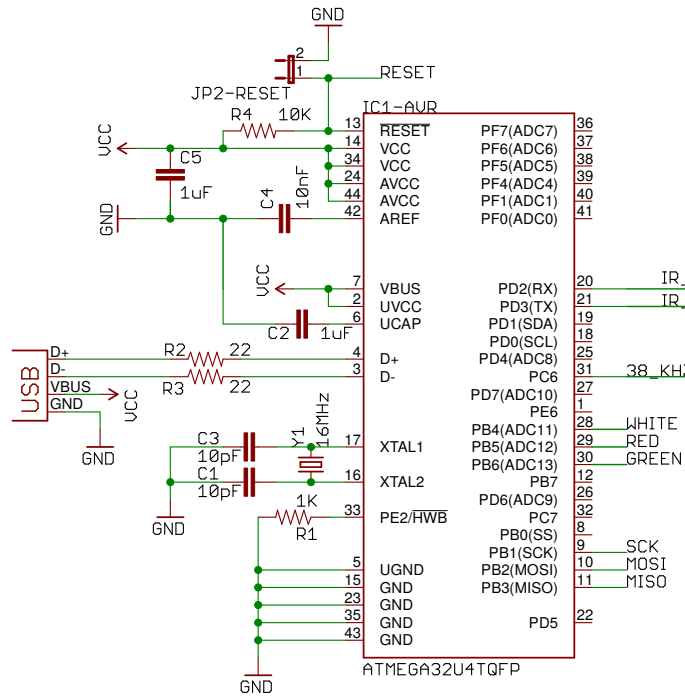 GND
2
1
RESET
JP2-RESET
IC1-AVR
R4 10K
VCC
C5
1uF
C4
10nF
GND
13 RESET PF7(ADC7) 36
14 VCC PF6(ADC6) 37
34 VCC PF5(ADC5) 38
24 AVCC PF4(ADC4) 39
44 AVCC PF1(ADC1) 40
42 AREF PF0(ADC0) 41
VCC
7 VBUS PD2(RX) 20 IR_
2 UVCC PD3(TX) 21 IR_
6 UCAP PD1(SDA) 19
C2 1uF
PD0(SCL) 18
4 D+ PD4(ADC8) 25
3 D- PC6 31 38_KHZ
R2 22
R3 22
USB
D+
D-
VBUS
GND
VCC
GND
PD7(ADC10) 27
PE6 1
PB4(ADC11) 28 WHITE
17 XTAL1 PB5(ADC12) 29 RED
PB6(ADC13) 30 GREEN
16 XTAL2 PB7 12
C3
10pF
C1
10pF
Y1
16MHz
GND
PD6(ADC9) 26
33 PE2/HWB PC7 32
1K
R1
PB0(SS) 8
PB1(SCK) 9 SCK
5 UGND PB2(MOSI) 10 MOSI
15 GND PB3(MISO) 11 MISO
23 GND
35 GND PD5 22
43 GND
GND
ATMEGA32U4TQFP